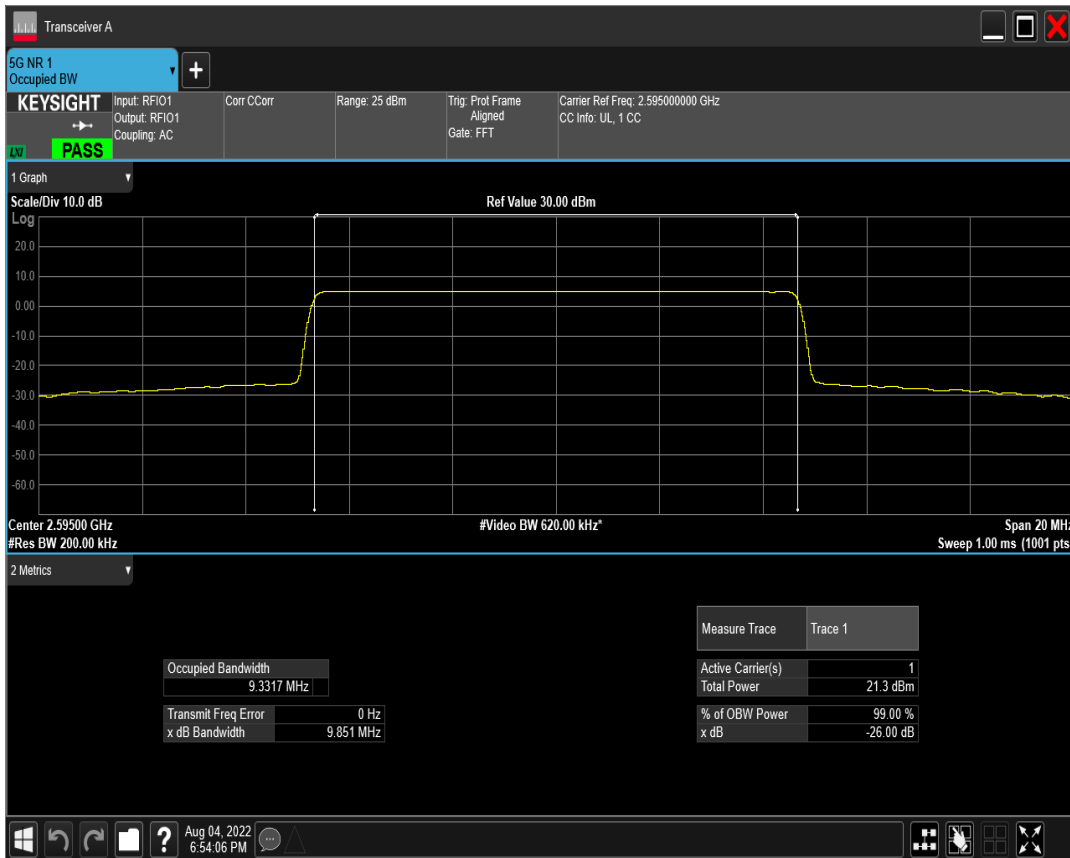 Transceiver A
5G NR 1
Occupied BW
+
KEYSIGHT
LXI
PASS
Input: RFIO1
Output: RFIO1
Coupling: AC
Corr CCorr
Range: 25 dBm
Trig: Prot Frame
Aligned
Gate: FFT
Carrier Ref Freq: 2.595000000 GHz
CC Info: UL, 1 CC
1 Graph
Scale/Div 10.0 dB
Ref Value 30.00 dBm
Log
20.0
10.0
0.00
-10.0
-20.0
-30.0
-40.0
-50.0
-60.0
Center 2.59500 GHz
#Video BW 620.00 kHz*
Span 20 MHz
#Res BW 200.00 kHz
Sweep 1.00 ms (1001 pts
2 Metrics
Measure Trace Trace 1
Occupied Bandwidth
9.3317 MHz
Active Carrier(s) 1
Total Power 21.3 dBm
Transmit Freq Error 0 Hz
x dB Bandwidth 9.851 MHz
% of OBW Power 99.00 %
x dB -26.00 dB
?
Aug 04, 2022
6:54:06 PM